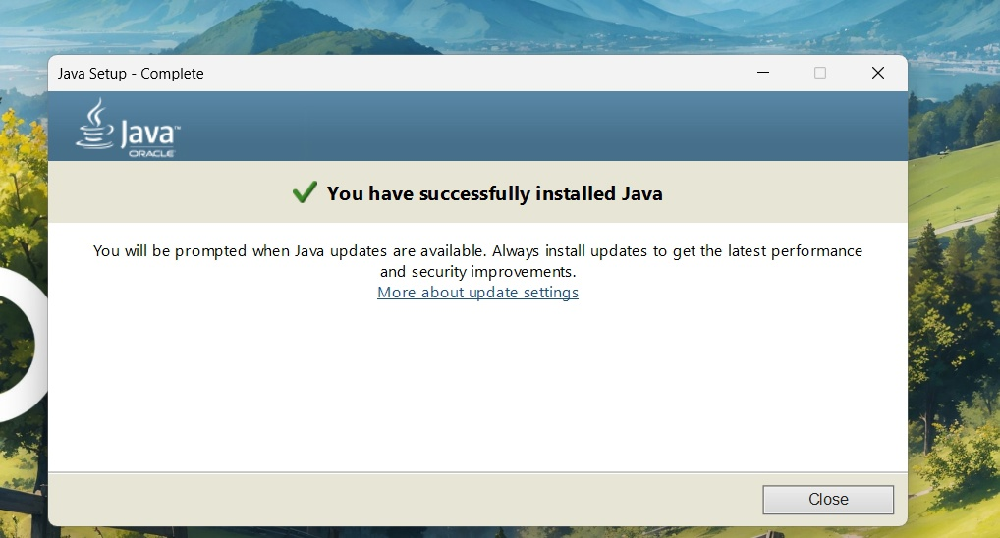 Java Setup - Complete
Java™
ORACLE
You have successfully installed Java
You will be prompted when Java updates are available. Always install updates to get the latest performance
and security improvements.
More about update settings
Close